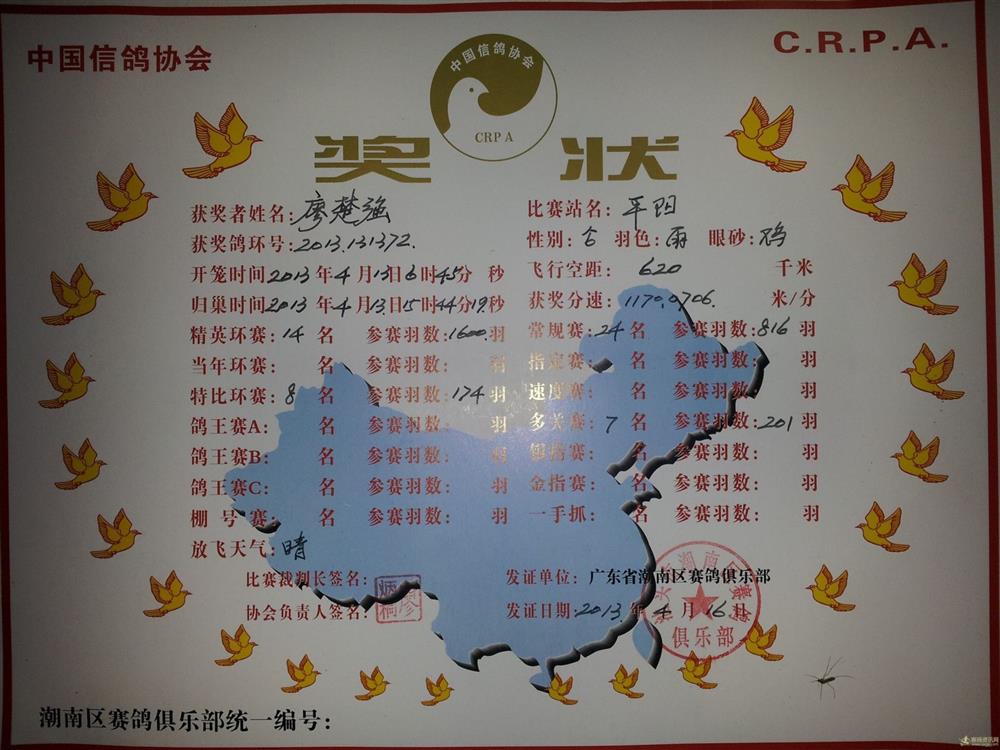 中国信鸽协会
C.R.P.A.
中国信鸽协会
CRPA
奖状
获奖者姓名:廖楚强 比赛站名:平阳
获奖鸽环号:2013.131372. 性别: 羽色:雨 眼砂:鸡
开笼时间2013年4月13日6时45分 秒 飞行空距: 620 千米
归巢时间2013年4月13日15时44分19秒 获奖分速:1170.0706. 米/分
精英环赛:14 名 参赛羽数:1600.羽 常规赛:24名 参赛羽数:816羽
当年环赛: 名 参赛羽数: 羽 指定赛: 名 参赛羽数: 羽
特比环赛:8 名 参赛羽数:174羽 速度赛: 名 参赛羽数: 羽
鸽王赛A: 名 参赛羽数: 羽 多关赛:7名 参赛羽数:201羽
鸽王赛B: 名 参赛羽数: 羽 银指赛: 名 参赛羽数: 羽
鸽王赛C: 名 参赛羽数: 羽 金指赛: 名 参赛羽数: 羽
棚号赛: 名 参赛羽数: 羽 一手抓: 名 参赛羽数: 羽
放飞天气:晴
比赛裁判长签名: 发证单位:广东省潮南区赛鸽俱乐部
协会负责人签名: 发证日期:2013年4月16日
俱乐部
潮南区赛鸽俱乐部统一编号: